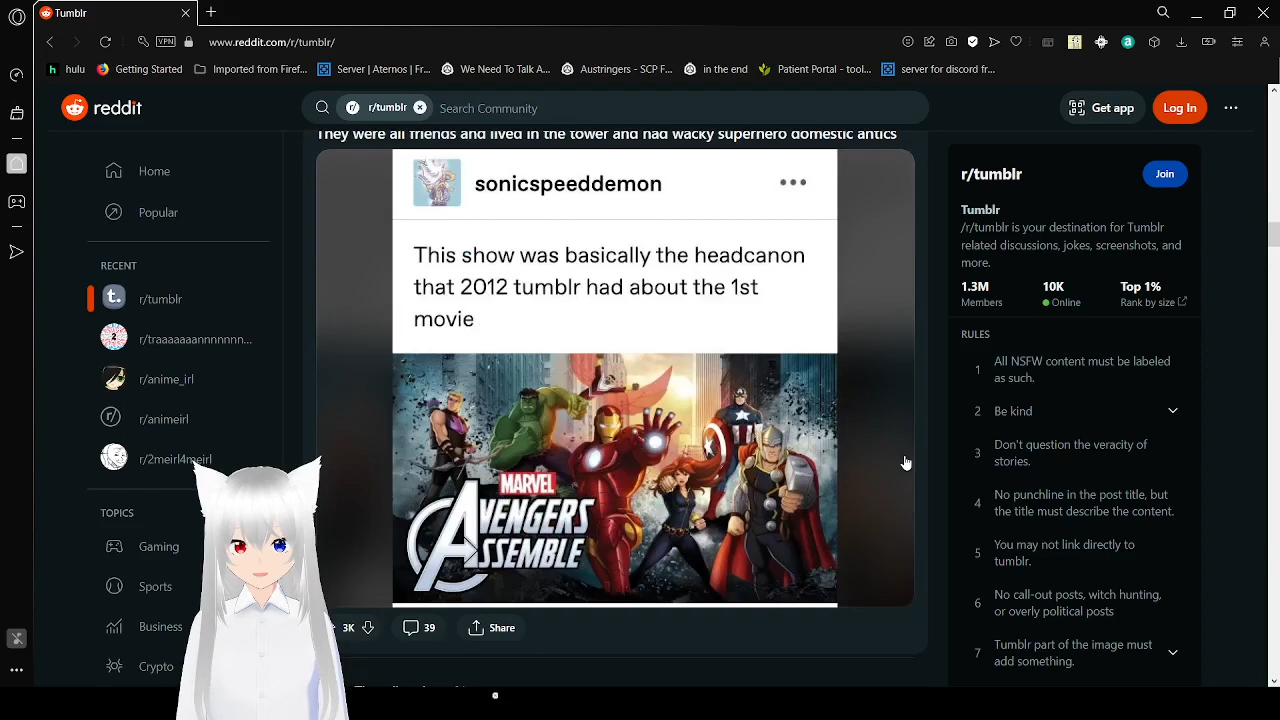 Tumblr
VPN
www.reddit.com/r/tumblr/
h hulu
Getting Started
Imported from Firef...
Server | Aternos | Fr...
We Need To Talk A...
Austringers - SCP F...
in the end
Patient Portal - tool...
server for discord fr...
reddit
r/ r/tumblr
Search Community
Get app
Log In
They were all friends and lived in the tower and had wacky superhero domestic antics
Home
Popular
RECENT
t. r/tumblr
2 r/traaaaaaannnnnnn...
r/anime_irl
r/ r/animeirl
r/2meirl4meirl
TOPICS
Gaming
Sports
Business
Crypto
sonicspeeddemon
This show was basically the headcanon
that 2012 tumblr had about the 1st
movie
MARVEL
AVENGERS
ASSEMBLE
3K
39
Share
r/tumblr
Join
Tumblr
/r/tumblr is your destination for Tumblr
related discussions, jokes, screenshots, and
more.
1.3M
Members
10K
Online
Top 1%
Rank by size
RULES
1 All NSFW content must be labeled
as such.
2 Be kind
3 Don't question the veracity of
stories.
4 No punchline in the post title, but
the title must describe the content.
5 You may not link directly to
tumblr.
6 No call-out posts, witch hunting,
or overly political posts
7 Tumblr part of the image must
add something.